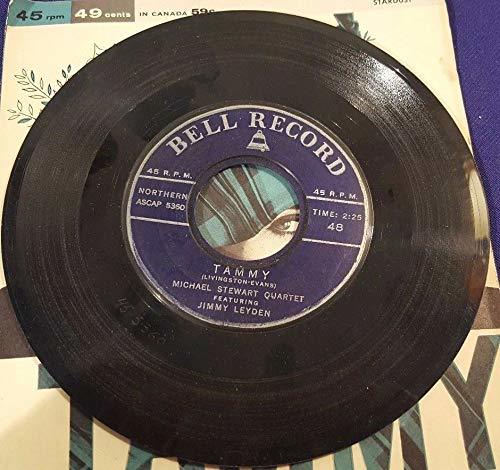 45 rpm 49 cents IN CANADA 59¢
STARDUST
BELL RECORD
45 R.P.M. 45 R.P.M.
NORTHERN
ASCAP 5350
TIME: 2:25
48
TAMMY
(LIVINGSTON-EVANS)
MICHAEL STEWART QUARTET
FEATURING
JIMMY LEYDEN